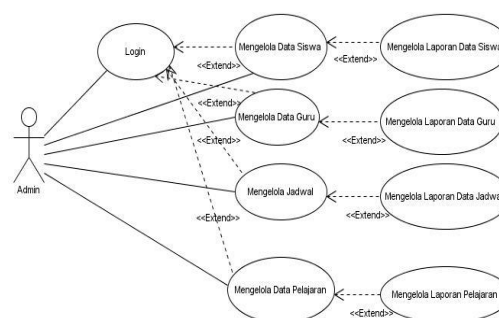 Login
Mengelola Data Siswa
Mengelola Laporan Data Siswa
<<Extend>>
<<Extend>>
<<Extend>>
Mengelola Data Guru
Mengelola Laporan Data Guru
<<Extend>>
<<Extend>>
Admin
Mengelola Jadwal
Mengelola Laporan Data Jadwal
<<Extend>>
<<Extend>>
Mengelola Data Pelajaran
Mengelola Laporan Pelajaran
<<Extend>>